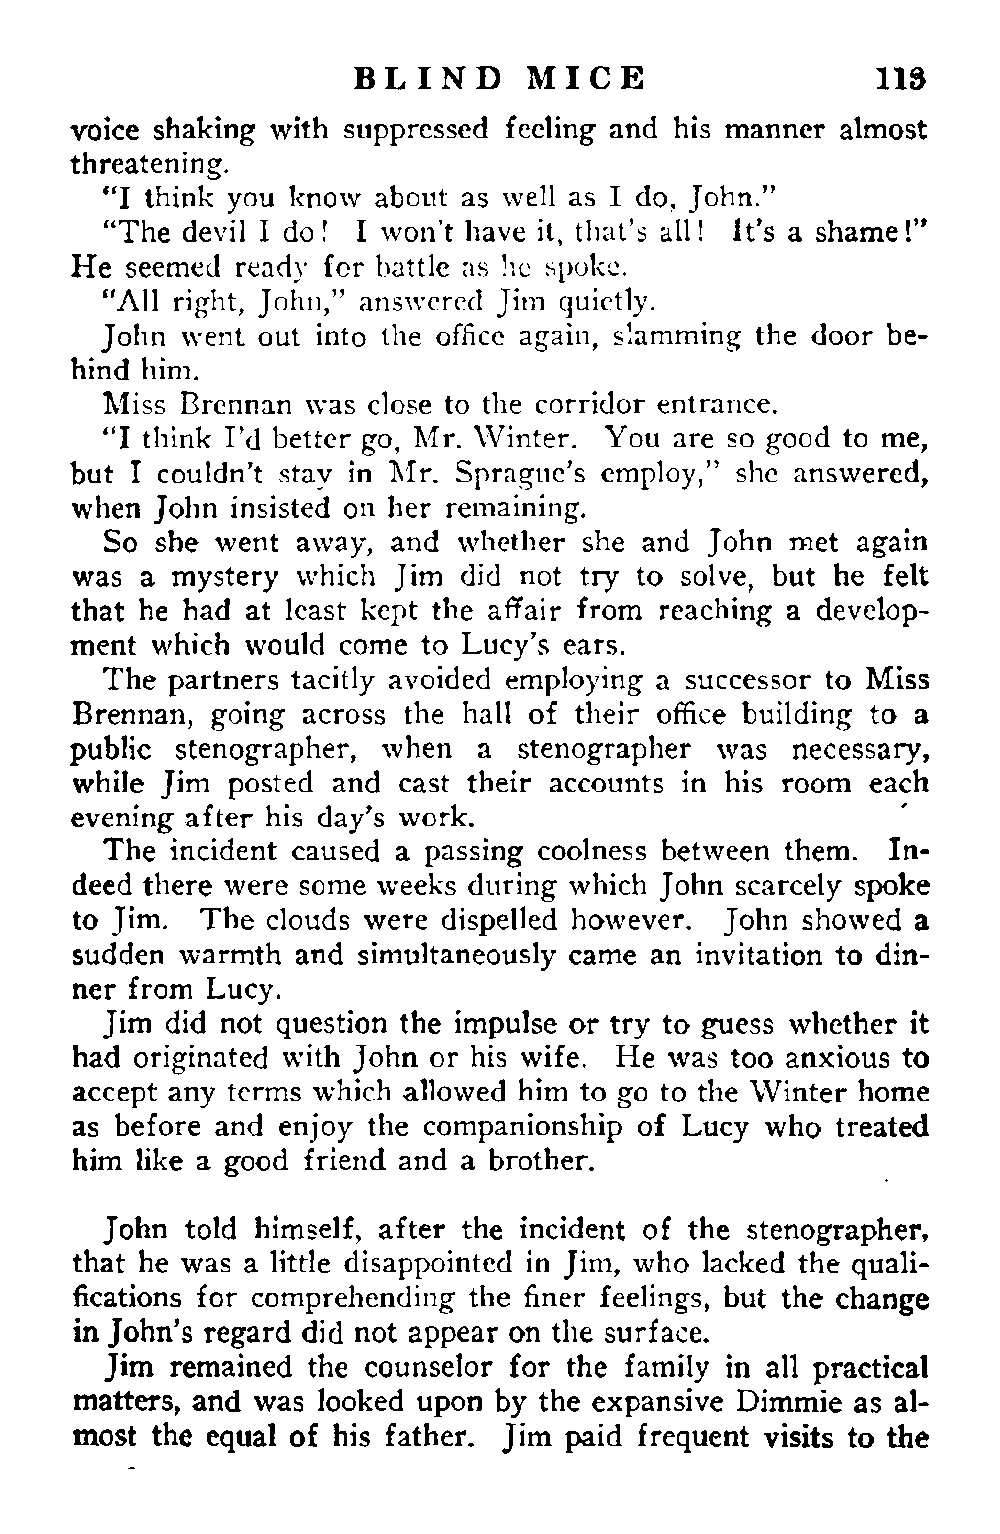 BLIND MICE 113
voice shaking with suppressed feeling and his manner almost
threatening.
"I think you know about as well as I do, John."
"The devil I do! I won't have it, that's all! It's a shame!"
He seemed ready for battle as he spoke.
"All right, John," answered Jim quietly.
John went out into the office again, slamming the door be-
hind him.
Miss Brennan was close to the corridor entrance.
"I think I'd better go, Mr. Winter. You are so good to me,
but I couldn't stay in Mr. Sprague's employ," she answered,
when John insisted on her remaining.
So she went away, and whether she and John met again
was a mystery which Jim did not try to solve, but he felt
that he had at least kept the affair from reaching a develop-
ment which would come to Lucy's ears.
The partners tacitly avoided employing a successor to Miss
Brennan, going across the hall of their office building to a
public stenographer, when a stenographer was necessary,
while Jim posted and cast their accounts in his room each
evening after his day's work.
The incident caused a passing coolness between them. In-
deed there were some weeks during which John scarcely spoke
to Jim. The clouds were dispelled however. John showed a
sudden warmth and simultaneously came an invitation to din-
ner from Lucy.
Jim did not question the impulse or try to guess whether it
had originated with John or his wife. He was too anxious to
accept any terms which allowed him to go to the Winter home
as before and enjoy the companionship of Lucy who treated
him like a good friend and a brother.
John told himself, after the incident of the stenographer,
that he was a little disappointed in Jim, who lacked the quali-
fications for comprehending the finer feelings, but the change
in John's regard did not appear on the surface.
Jim remained the counselor for the family in all practical
matters, and was looked upon by the expansive Dimmie as al-
most the equal of his father. Jim paid frequent visits to the